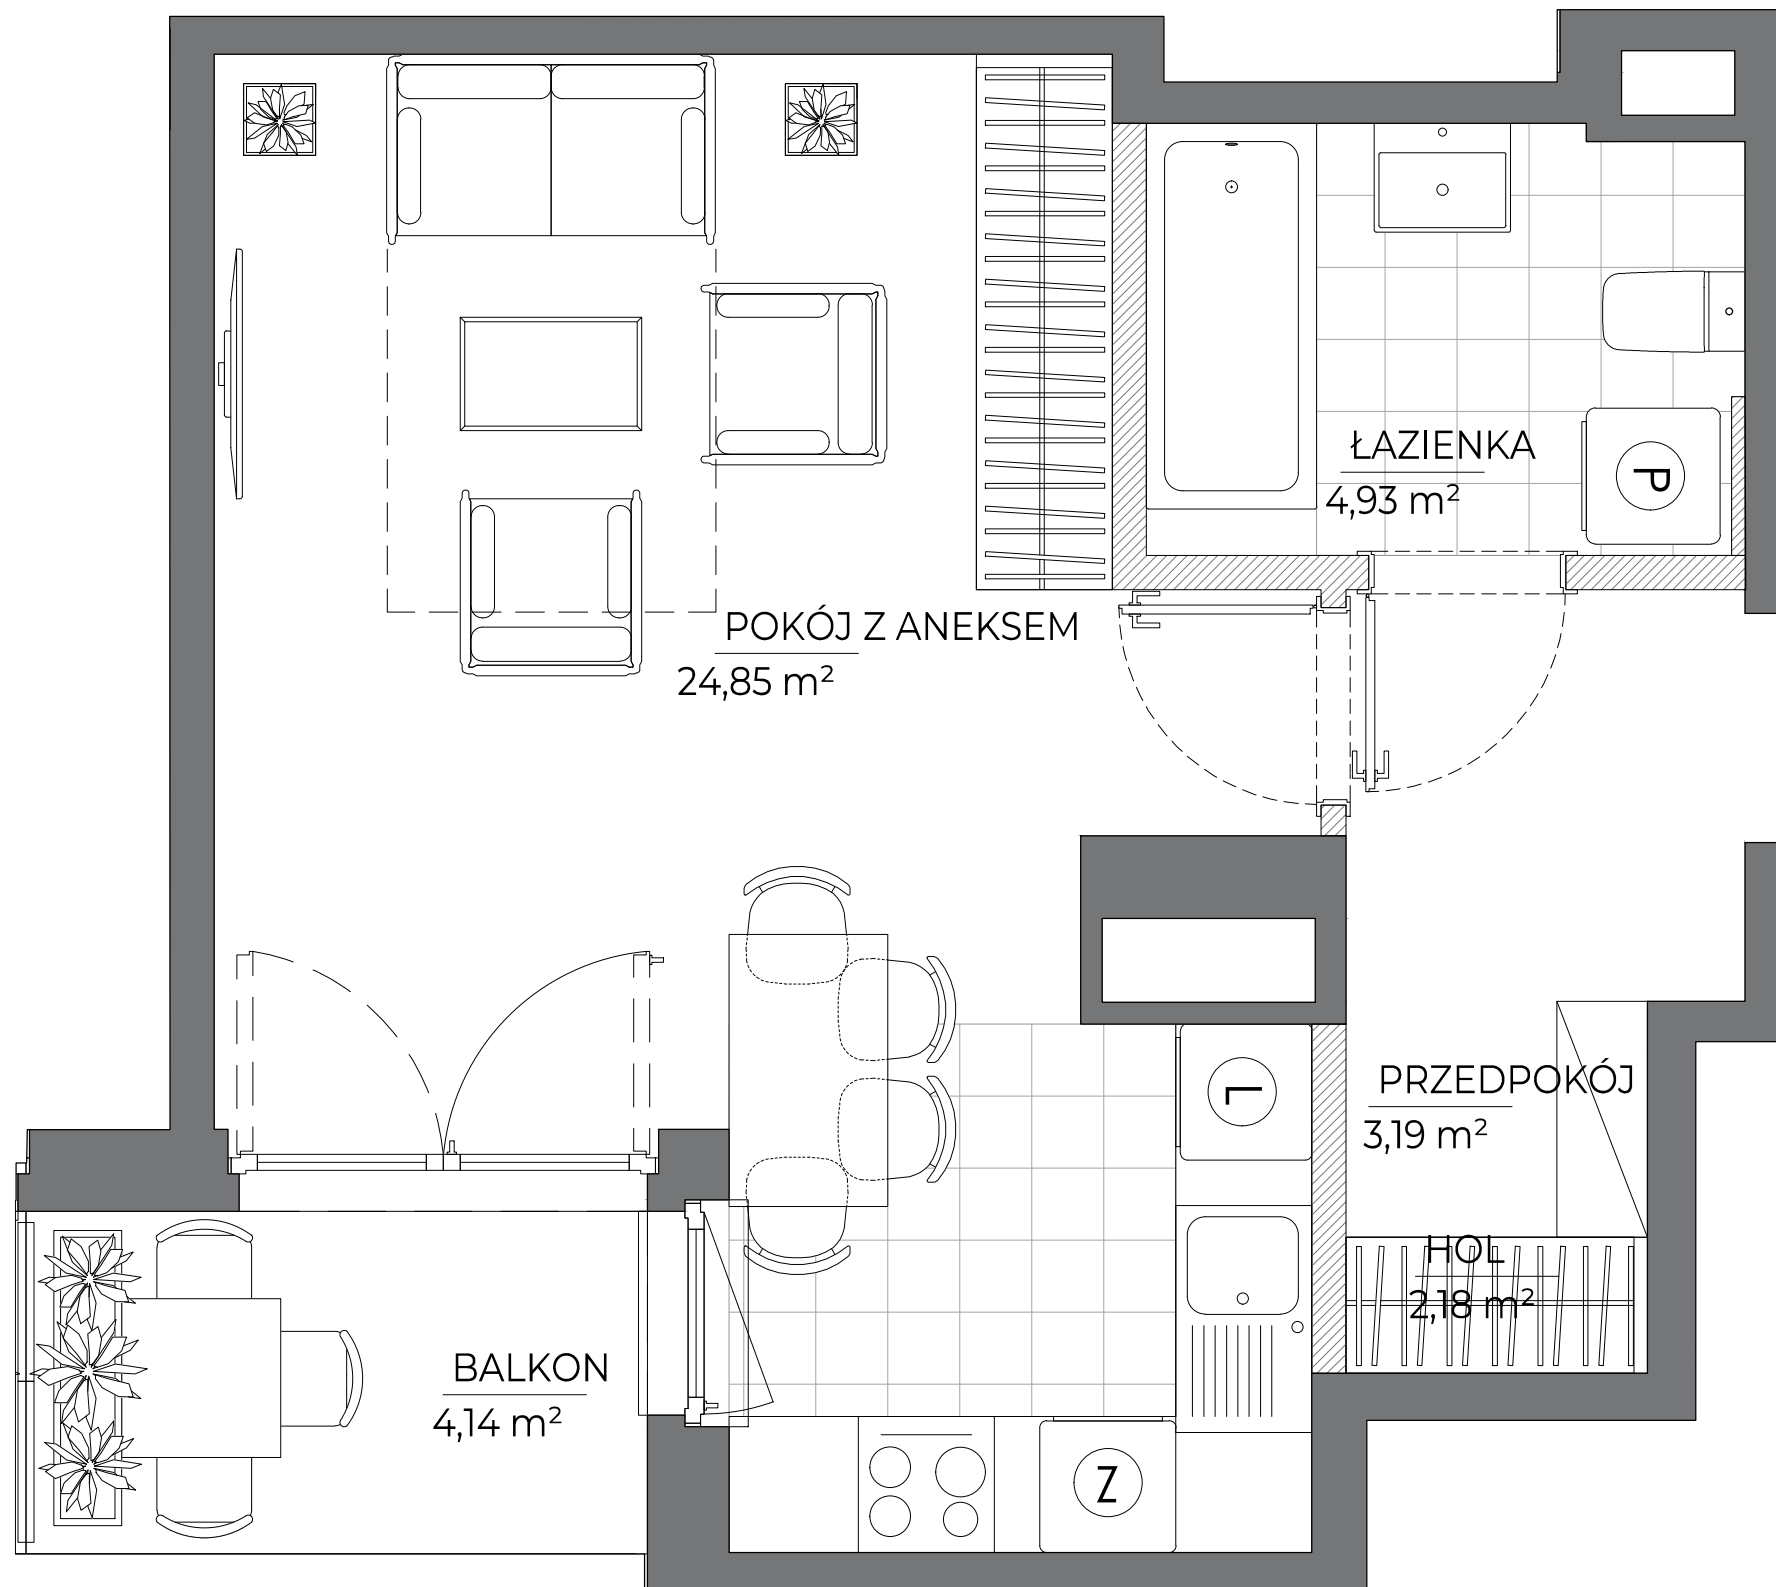 ŁAZIENKA
4,93 m²
P
POKÓJ Z ANEKSEM
24,85 m²
L
PRZEDPOKÓJ
3,19 m²
HOL
2,18 m²
BALKON
4,14 m²
Z